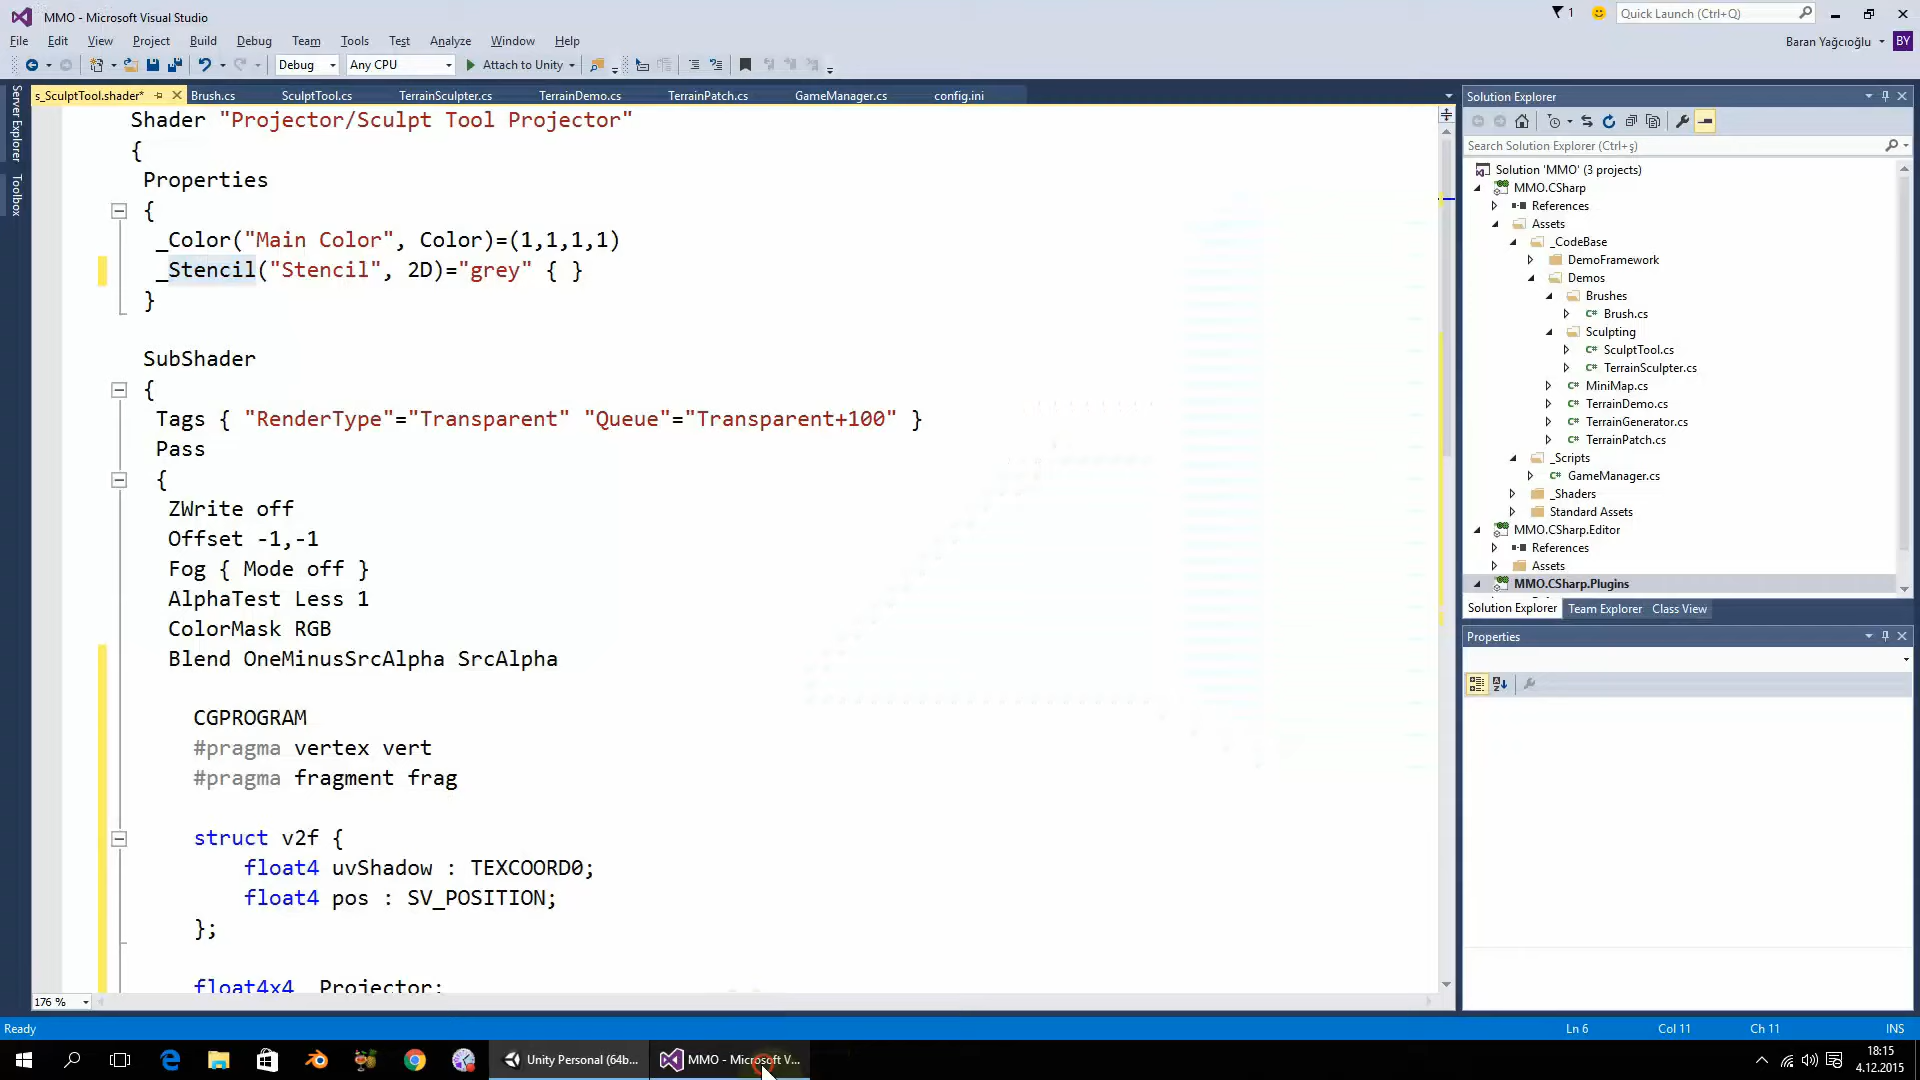 MMO - Microsoft Visual Studio
1
Quick Launch (Ctrl+Q)
File Edit View Project Build Debug Team Tools Test Analyze Window Help
Baran Yağcıoğlu
BY
Debug Any CPU Attach to Unity
Server Explorer
Toolbox
s_SculptTool.shader* Brush.cs SculptTool.cs TerrainSculpter.cs TerrainDemo.cs TerrainPatch.cs GameManager.cs config.ini
Shader "Projector/Sculpt Tool Projector"
{
Properties
{
_Color("Main Color", Color)=(1,1,1,1)
_Stencil("Stencil", 2D)="grey" { }
}
SubShader
{
Tags { "RenderType"="Transparent" "Queue"="Transparent+100" }
Pass
{
ZWrite off
Offset -1,-1
Fog { Mode off }
AlphaTest Less 1
ColorMask RGB
Blend OneMinusSrcAlpha SrcAlpha
CGPROGRAM
#pragma vertex vert
#pragma fragment frag
struct v2f {
float4 uvShadow : TEXCOORD0;
float4 pos : SV_POSITION;
};
float4x4 _Projector;
176 %
Solution Explorer
Search Solution Explorer (Ctrl+ş)
Solution 'MMO' (3 projects)
MMO.CSharp
References
Assets
_CodeBase
DemoFramework
Demos
Brushes
C# Brush.cs
Sculpting
C# SculptTool.cs
C# TerrainSculpter.cs
C# MiniMap.cs
C# TerrainDemo.cs
C# TerrainGenerator.cs
C# TerrainPatch.cs
_Scripts
C# GameManager.cs
_Shaders
Standard Assets
MMO.CSharp.Editor
References
Assets
MMO.CSharp.Plugins
Solution Explorer Team Explorer Class View
Properties
Ready Ln 6 Col 11 Ch 11 INS
Unity Personal (64b... MMO - Microsoft V...
18:15
4.12.2015